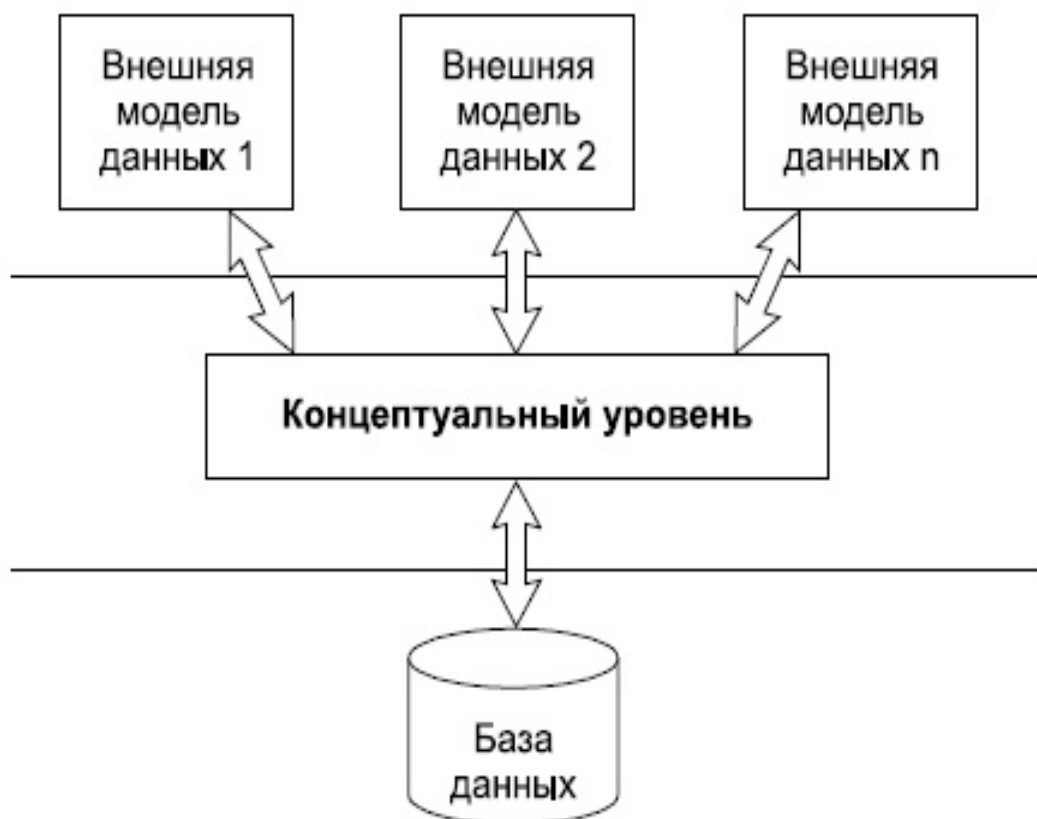 Внешняя
модель
данных 1
Внешняя
модель
данных 2
Внешняя
модель
данных n
Концептуальный уровень
База
данных